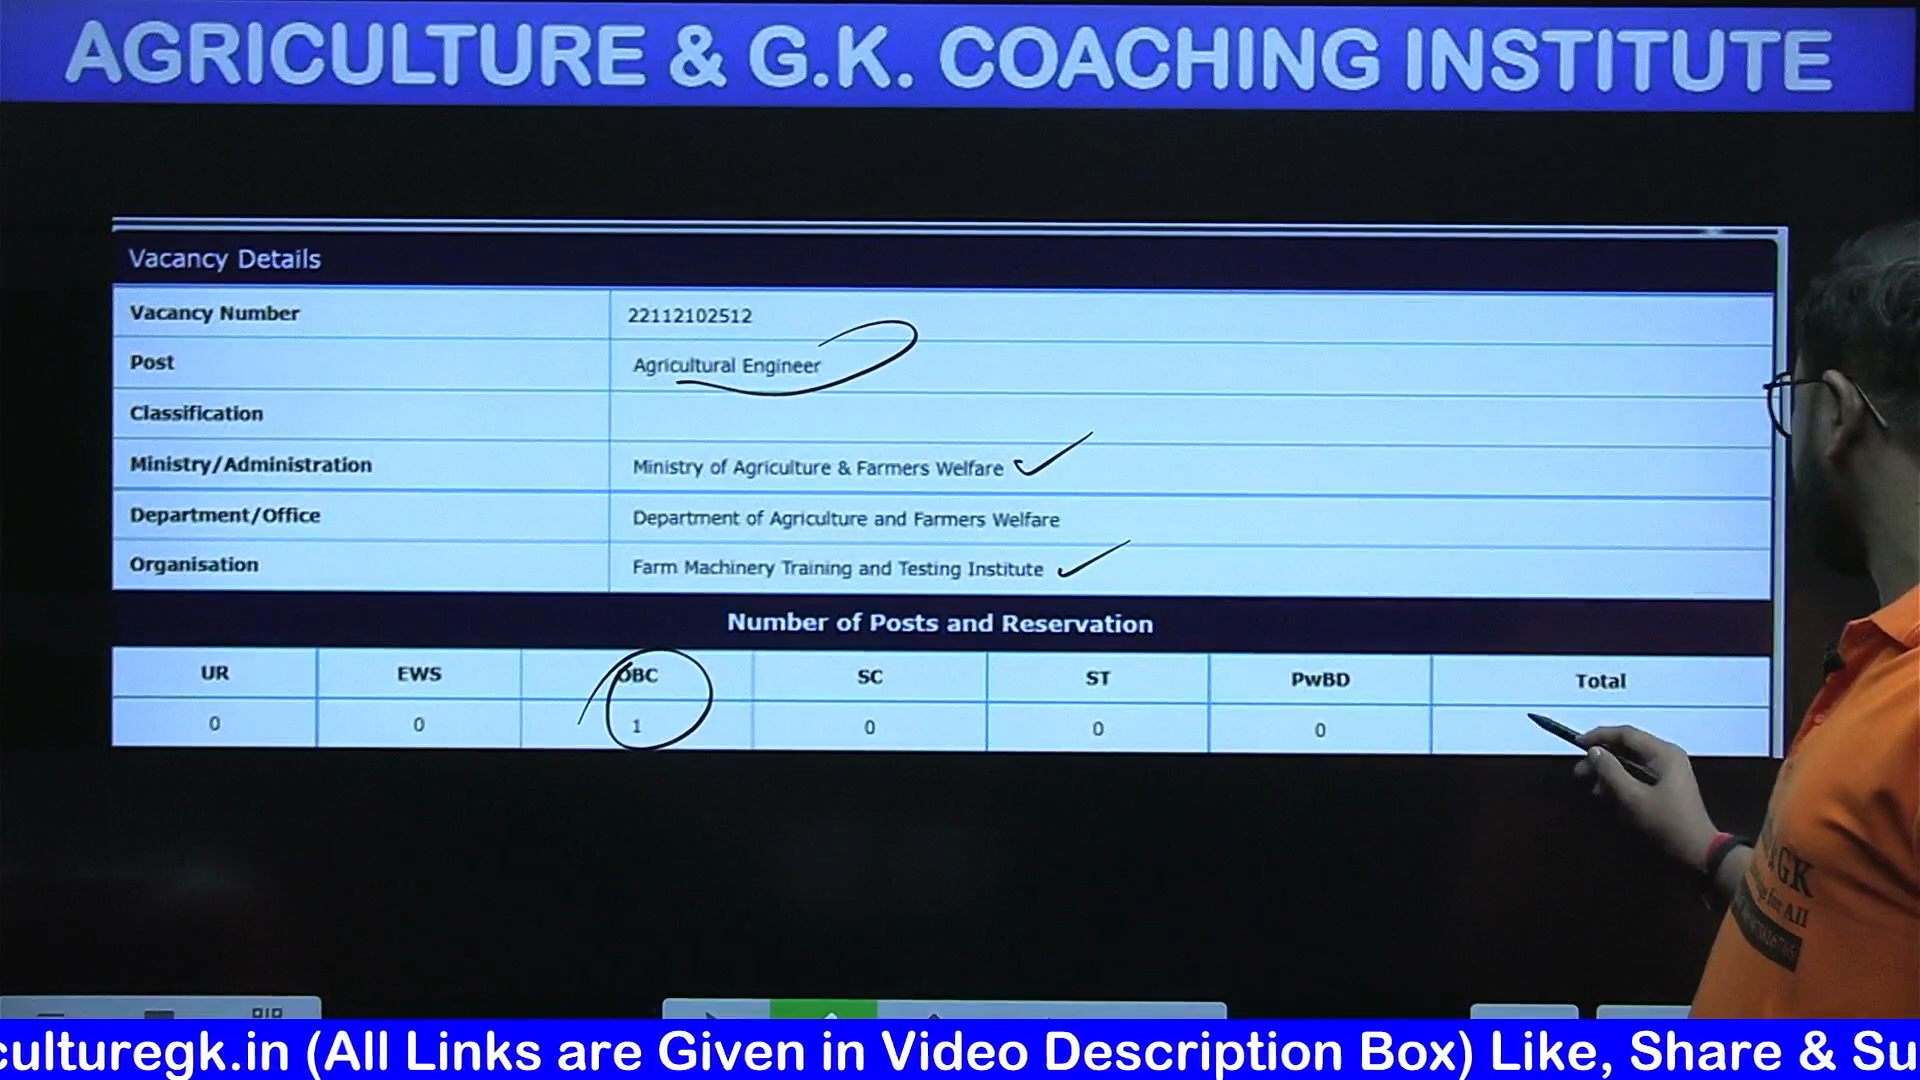 AGRICULTURE & G.K. COACHING INSTITUTE
Vacancy Details
Vacancy Number 22112102512
Post Agricultural Engineer
Classification
Ministry/Administration Ministry of Agriculture & Farmers Welfare
Department/Office Department of Agriculture and Farmers Welfare
Organisation Farm Machinery Training and Testing Institute
Number of Posts and Reservation
UR EWS OBC SC ST PwBD Total
0 0 1 0 0 0
GK
for All
culturegk.in (All Links are Given in Video Description Box) Like, Share & Su